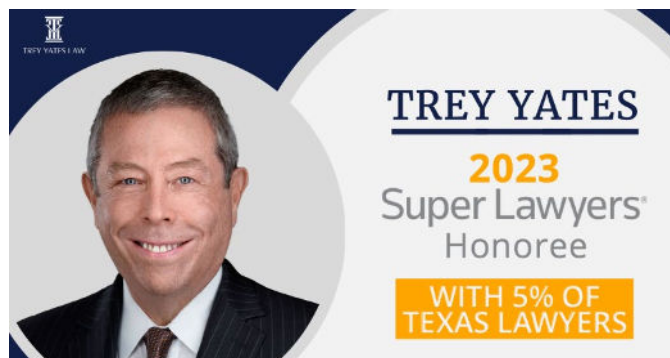 TREY YATES LAW
TREY YATES
2023
Super Lawyers®
Honoree
WITH 5% OF
TEXAS LAWYERS